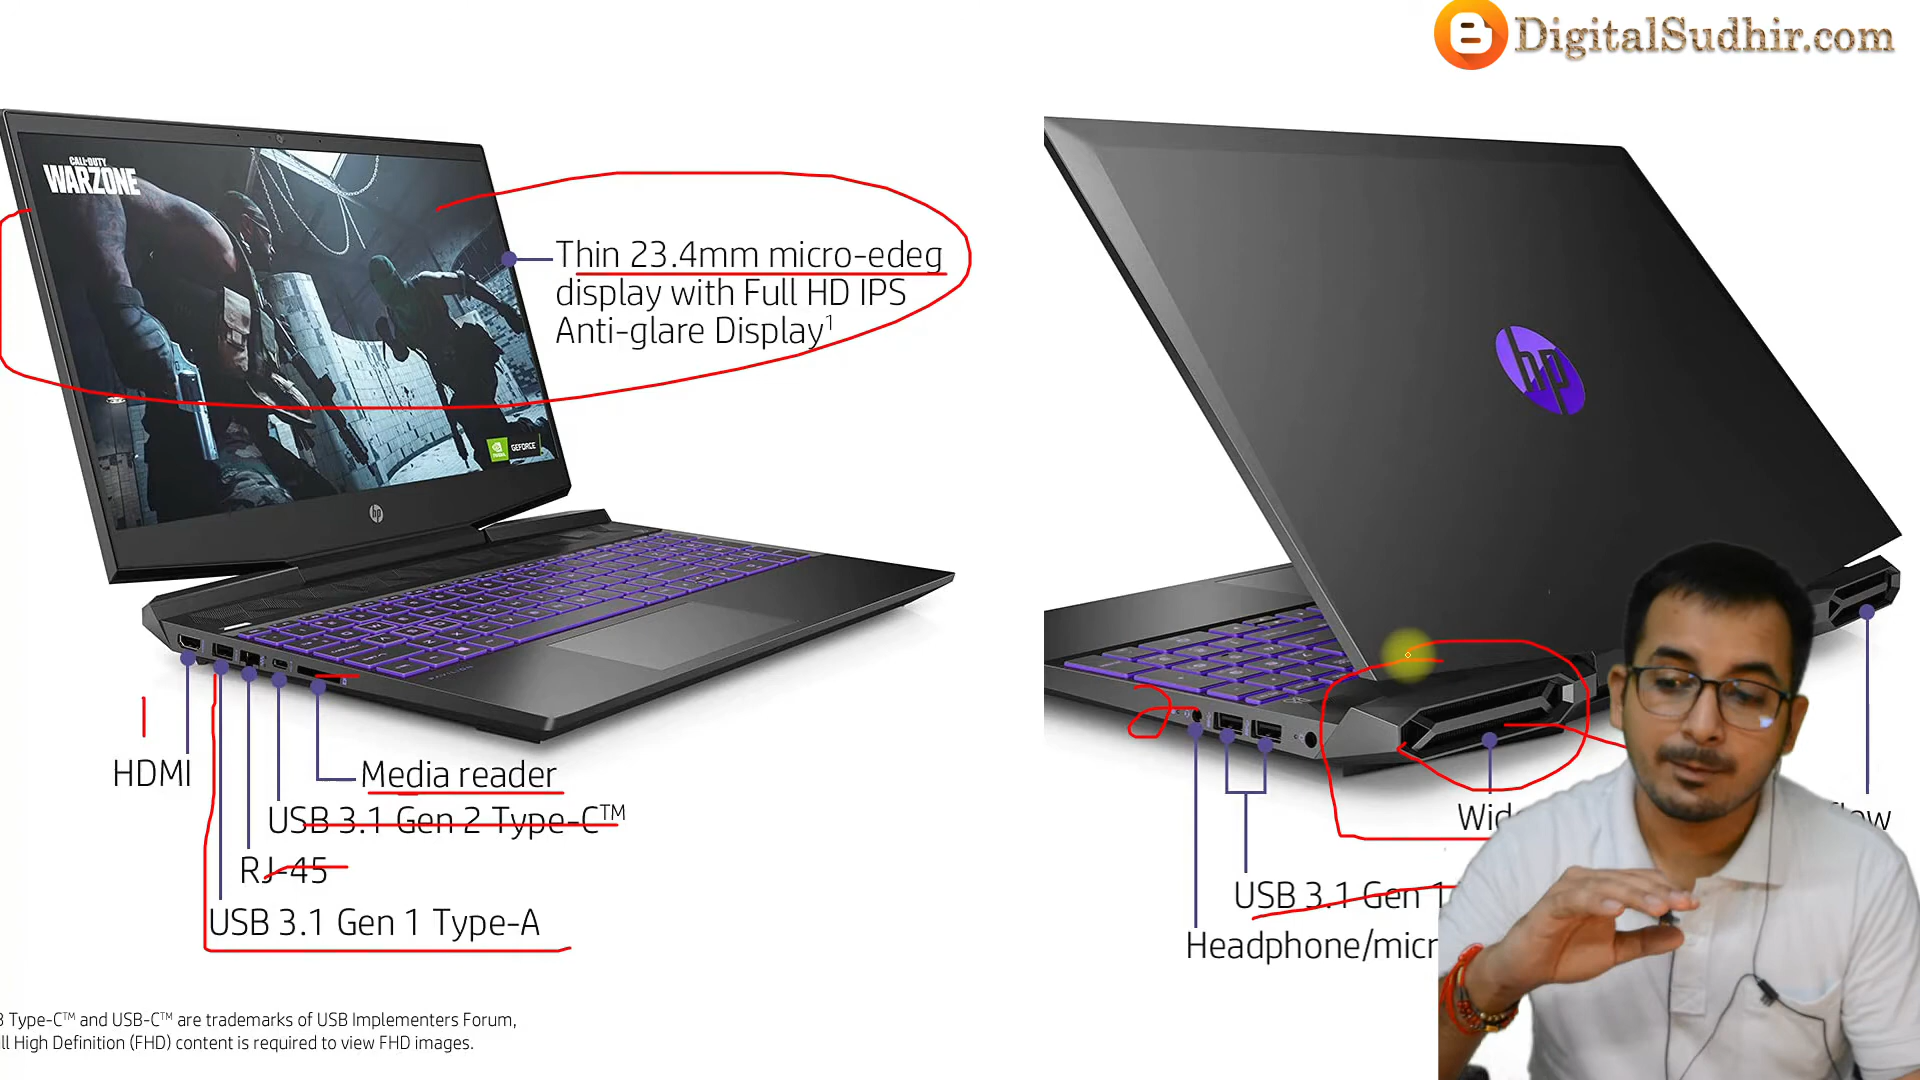 DigitalSudhir.com
CALL OF DUTY
WARZONE
Thin 23.4mm micro-edeg
display with Full HD IPS
Anti-glare Display¹
hp
GEFORCE
hp
HDMI
Media reader
USB 3.1 Gen 2 Type-C™
RJ-45
USB 3.1 Gen 1 Type-A
USB 3.1 Gen 1
Type-C™ and USB-C™ are trademarks of USB Implementers Forum,
High Definition (FHD) content is required to view FHD images.